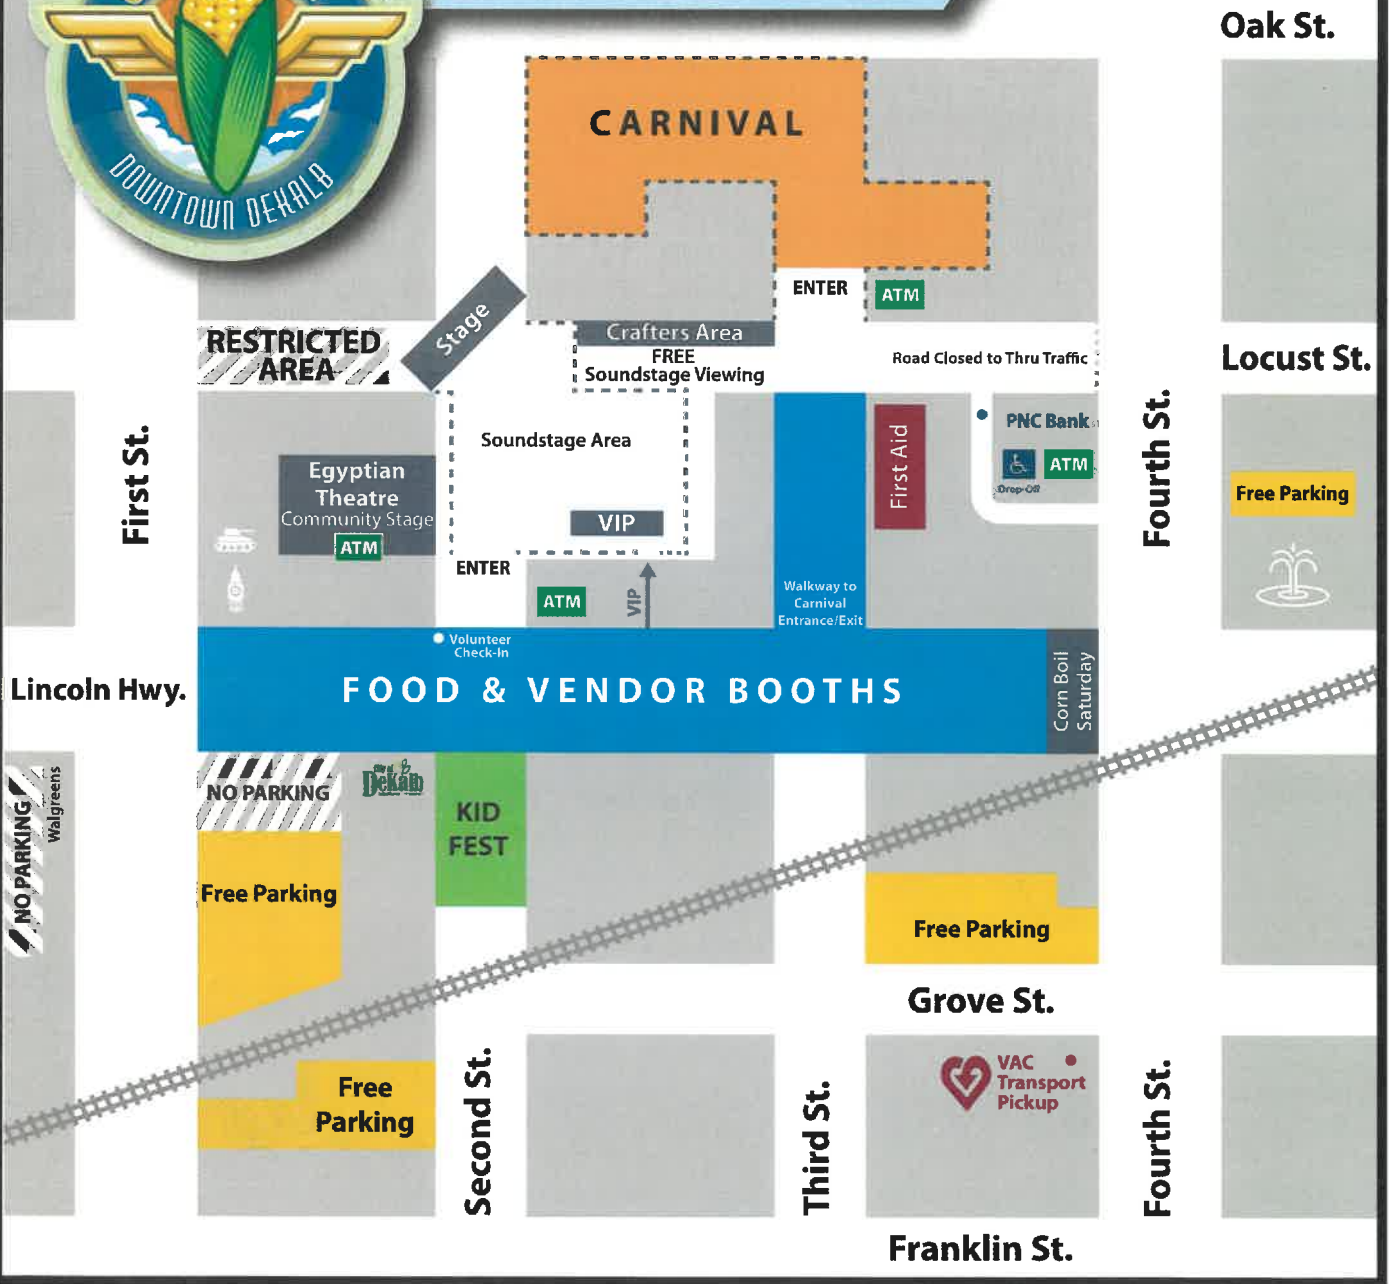 DOWNTOWN DEKALB
Oak St.
CARNIVAL
ENTER
ATM
RESTRICTED
AREA
Stage
Crafters Area
FREE
Soundstage Viewing
Road Closed to Thru Traffic
Locust St.
First St.
Egyptian
Theatre
Community Stage
ATM
Soundstage Area
VIP
ENTER
ATM
VIP
Walkway to
Carnival
Entrance/Exit
First Aid
PNC Bank
ATM
Drop-Off
Fourth St.
Free Parking
Lincoln Hwy.
Volunteer
Check-In
FOOD & VENDOR BOOTHS
Corn Boil
Saturday
NO PARKING
Walgreens
NO PARKING
DeKalb
KID
FEST
Free Parking
Free Parking
Grove St.
Free
Parking
Second St.
Third St.
VAC
Transport
Pickup
Fourth St.
Franklin St.